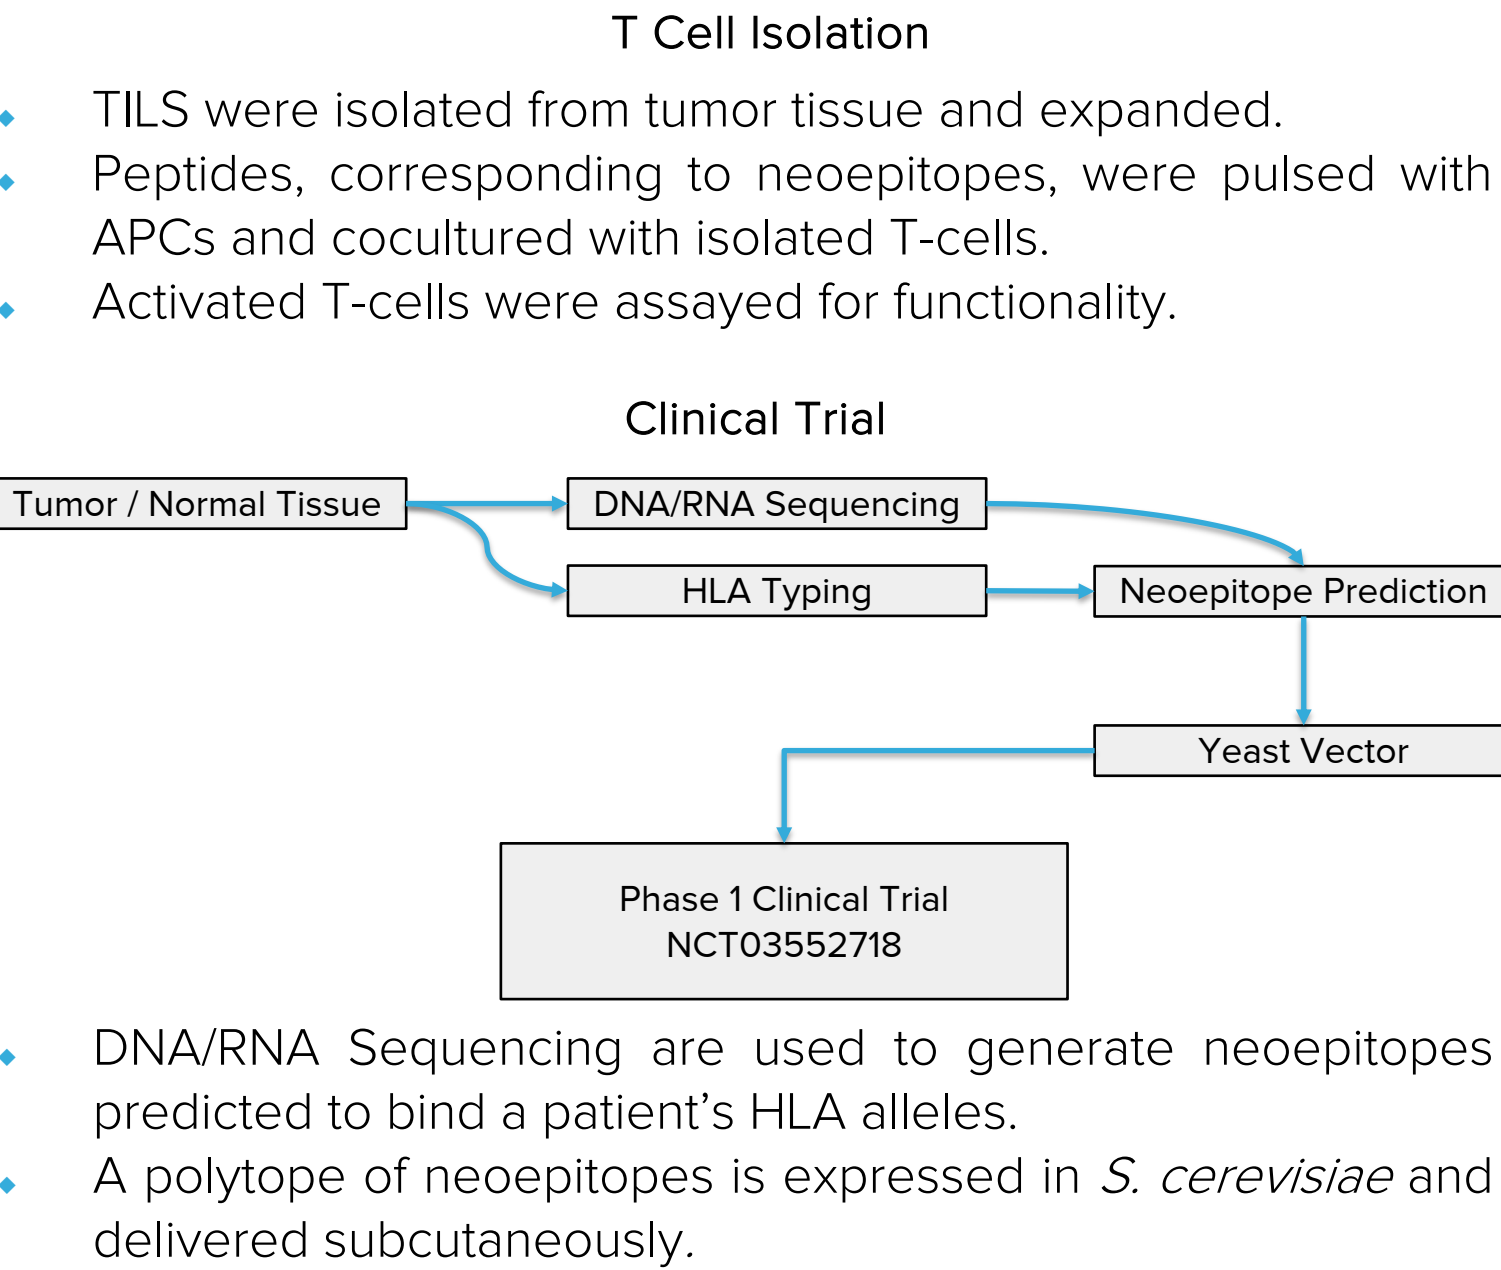 T Cell Isolation
TILS were isolated from tumor tissue and expanded.
Peptides, corresponding to neoepitopes, were pulsed with
APCs and cocultured with isolated T-cells.
Activated T-cells were assayed for functionality.
Clinical Trial
Tumor / Normal Tissue
DNA/RNA Sequencing
HLA Typing
Neoepitope Prediction
Yeast Vector
Phase 1 Clinical Trial
NCT03552718
DNA/RNA Sequencing are used to generate neoepitopes
predicted to bind a patient’s HLA alleles.
A polytope of neoepitopes is expressed in S. cerevisiae and
delivered subcutaneously.